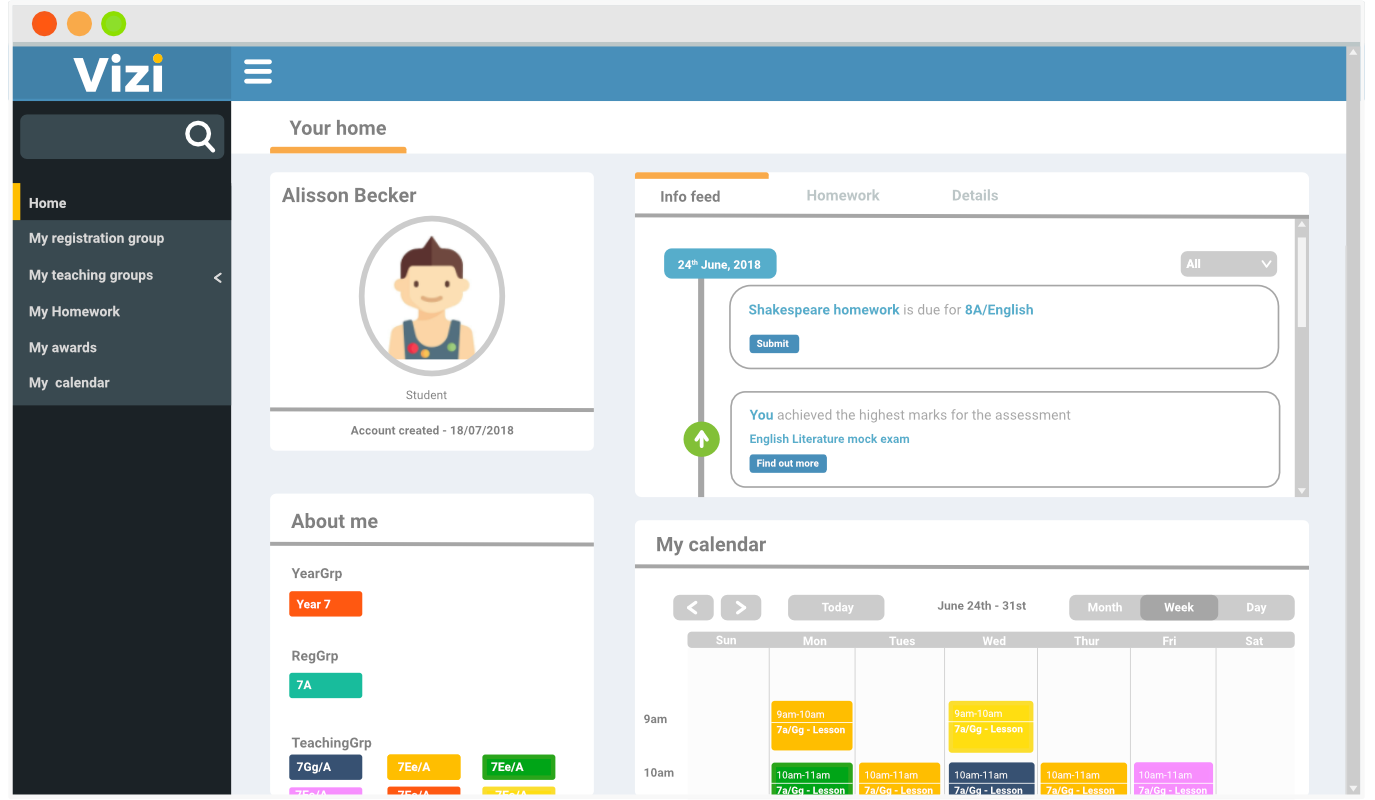 Vizi
Your home
Home
My registration group
My teaching groups
My Homework
My awards
My  calendar
Alisson Becker
Student
Account created - 18/07/2018
Info feed
Homework
Details
24th June, 2018
All
Shakespeare homework is due for 8A/English
Submit
You achieved the highest marks for the assessment
English Literature mock exam
Find out more
About me
YearGrp
Year 7
RegGrp
7A
TeachingGrp
7Gg/A
7Ee/A
7Ee/A
7Ee/A
7Ee/A
7Ee/A
My calendar
Today
June 24th - 31st
Month
Week
Day
Sun
Mon
Tues
Wed
Thur
Fri
Sat
9am
9am-10am
7a/Gg - Lesson
9am-10am
7a/Gg - Lesson
10am
10am-11am
7a/Gg - Lesson
10am-11am
7a/Gg - Lesson
10am-11am
7a/Gg - Lesson
10am-11am
7a/Gg - Lesson
10am-11am
7a/Gg - Lesson